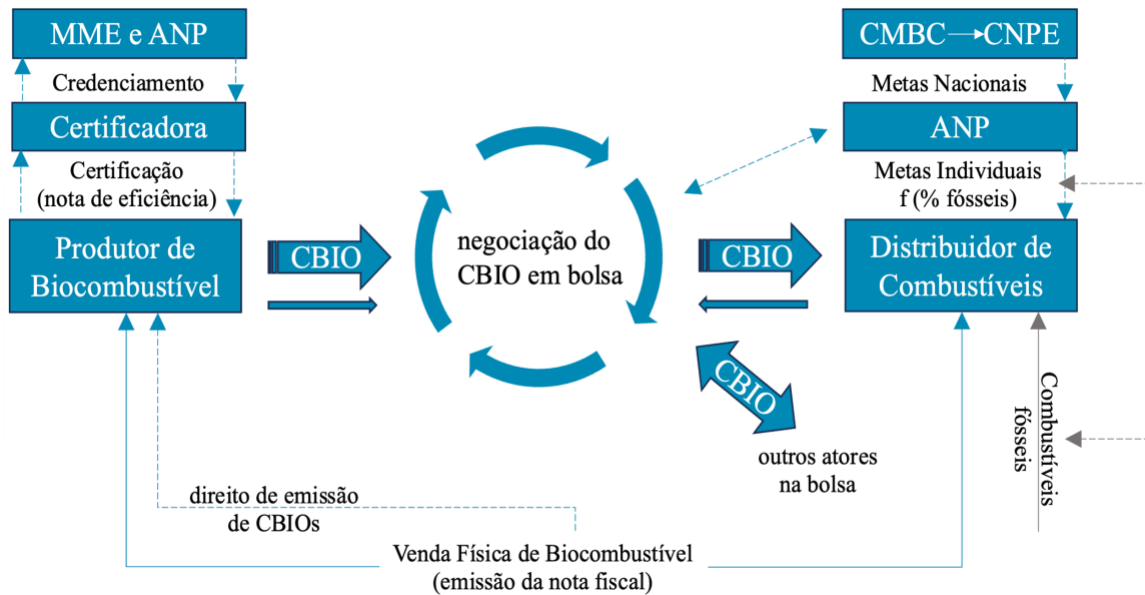 MME e ANP
Credenciamento
Certificadora
Certificação
(nota de eficiência)
Produtor de
Biocombustível
CBIO
negociação do
CBIO em bolsa
CBIO
CMBC
CNPE
Metas Nacionais
ANP
Metas Individuais
f (% fósseis)
Distribuidor de
Combustíveis
CBIO
outros atores
na bolsa
Combustíveis
fósseis
direito de emissão
de CBIOs
Venda Física de Biocombustível
(emissão da nota fiscal)